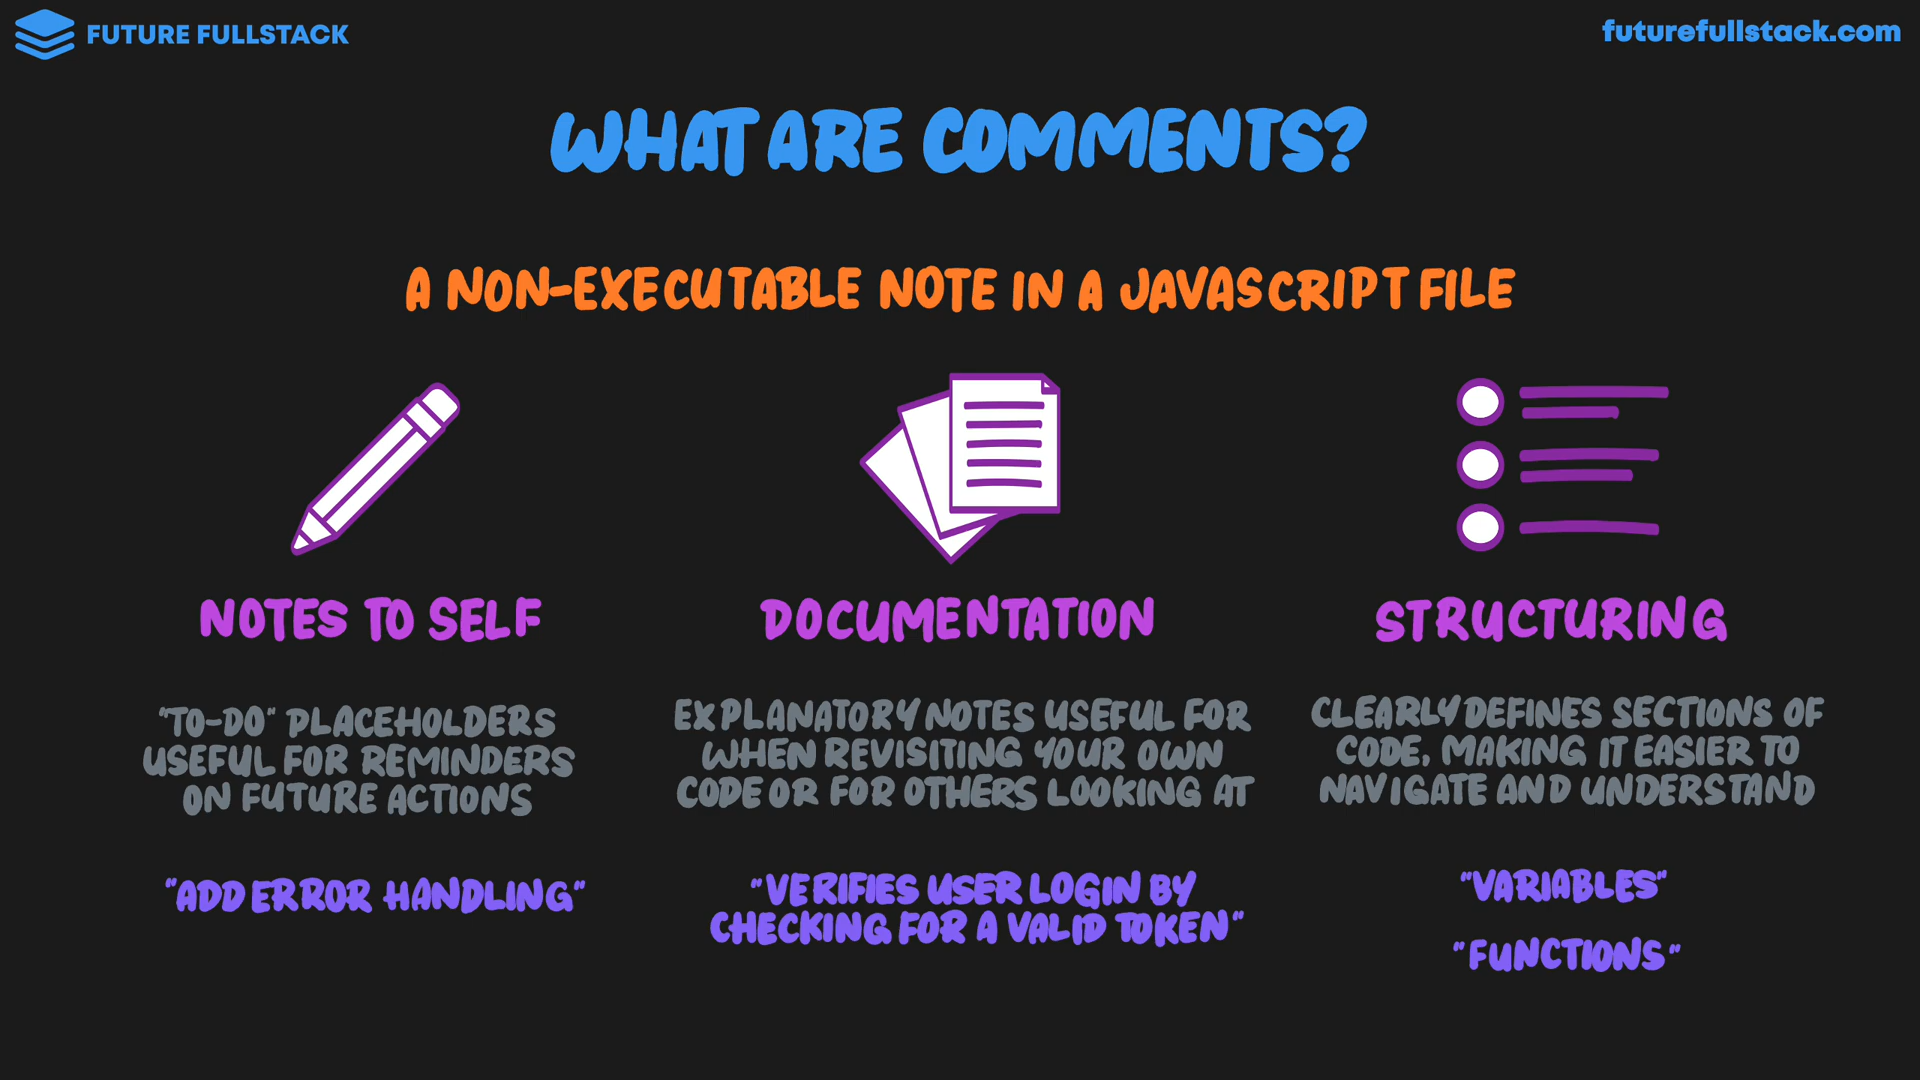 FUTURE FULLSTACK
futurefullstack.com
WHAT ARE COMMENTS?
A NON-EXECUTABLE NOTE IN A JAVASCRIPT FILE
NOTES TO SELF
"TO-DO" PLACEHOLDERS
USEFUL FOR REMINDERS
ON FUTURE ACTIONS
"ADD ERROR HANDLING"
DOCUMENTATION
EXPLANATORY NOTES USEFUL FOR
WHEN REVISITING YOUR OWN
CODE OR FOR OTHERS LOOKING AT
"VERIFIES USER LOGIN BY
CHECKING FOR A VALID TOKEN"
STRUCTURING
CLEARLY DEFINES SECTIONS OF
CODE, MAKING IT EASIER TO
NAVIGATE AND UNDERSTAND
"VARIABLES"
"FUNCTIONS"